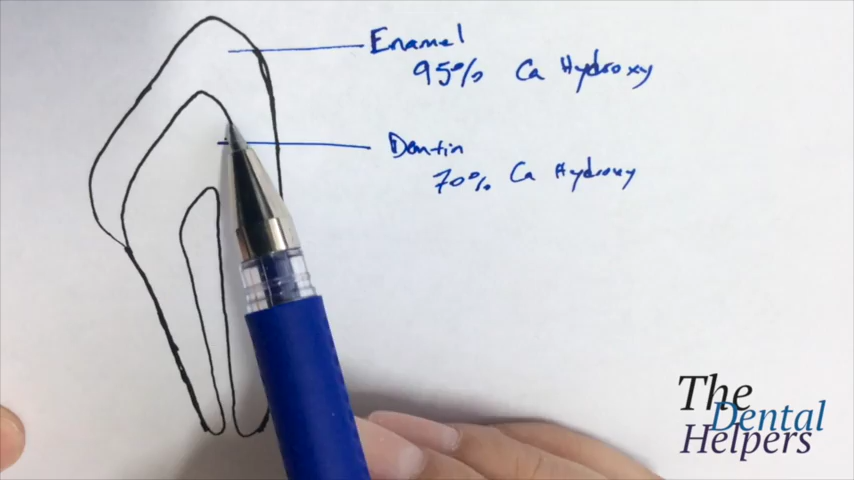 Enamel
95% Ca Hydroxy
Dentin
70% Ca Hydroxy
The
Dental
Helpers